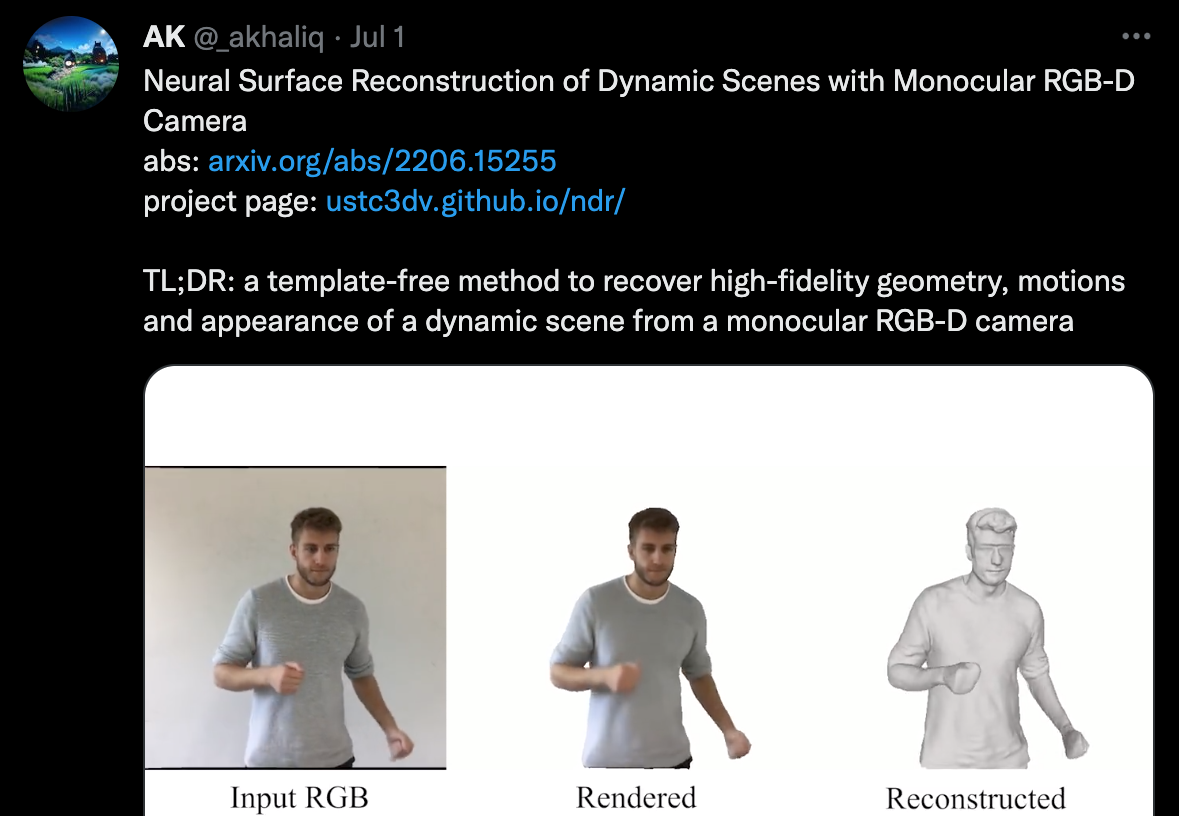 AK @_akhaliq · Jul 1
Neural Surface Reconstruction of Dynamic Scenes with Monocular RGB-D
Camera
abs: arxiv.org/abs/2206.15255
project page: ustc3dv.github.io/ndr/
TL;DR: a template-free method to recover high-fidelity geometry, motions
and appearance of a dynamic scene from a monocular RGB-D camera
Input RGB
Rendered
Reconstructed